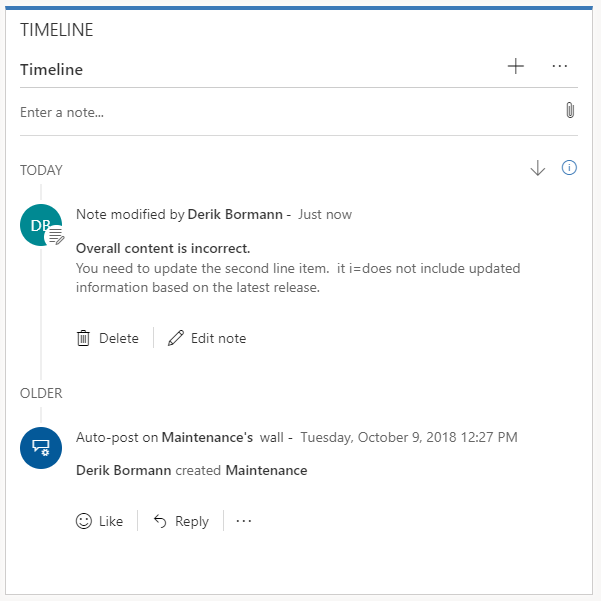 TIMELINE
Timeline
Enter a note...
TODAY
DB
Note modified by Derik Bormann - Just now
Overall content is incorrect.
You need to update the second line item.  it i=does not include updated
information based on the latest release.
Delete
Edit note
OLDER
Auto-post on Maintenance's wall - Tuesday, October 9, 2018 12:27 PM
Derik Bormann created Maintenance
Like
Reply